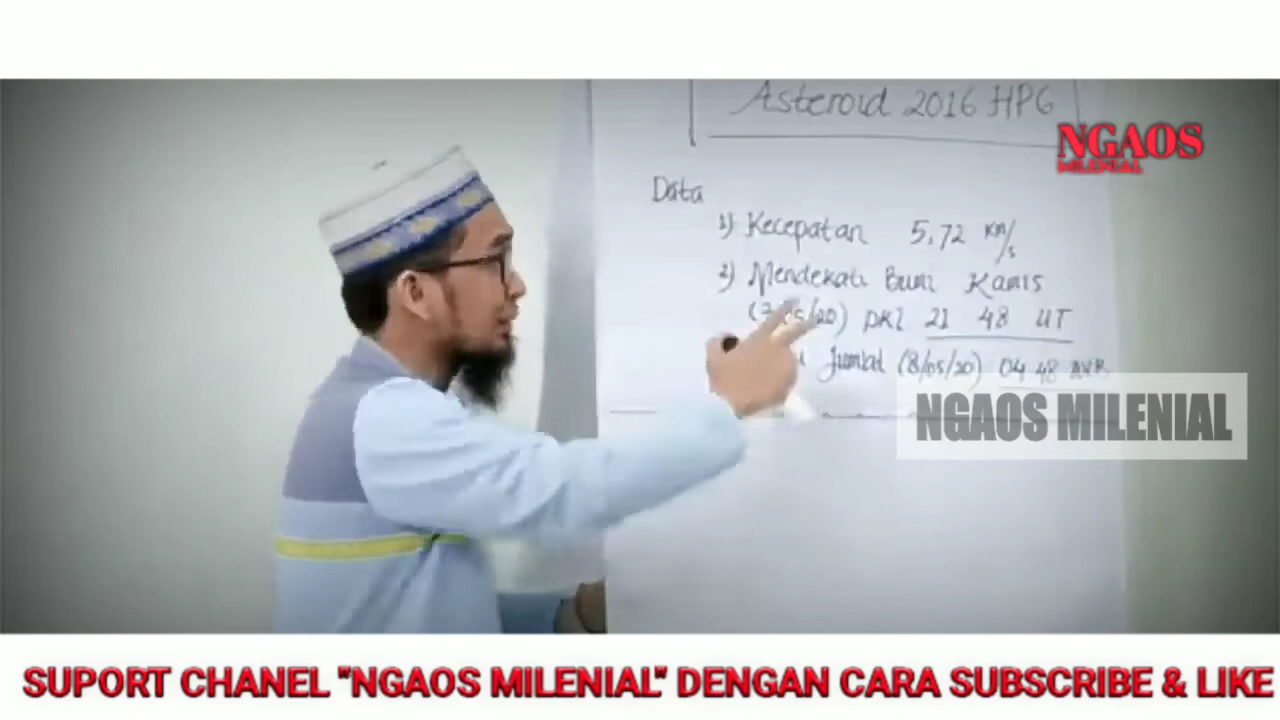 Asteroid 2016 HP6
NGAOS
MILENIAL
Data
1) Kecepatan 5,72 km/s
2) Mendekati Bumi Kamis
(7/05/20) pkl 21 48 UT
Jumat (8/05/20) 04 48
NGAOS MILENIAL
SUPORT CHANEL "NGAOS MILENIAL" DENGAN CARA SUBSCRIBE & LIKE